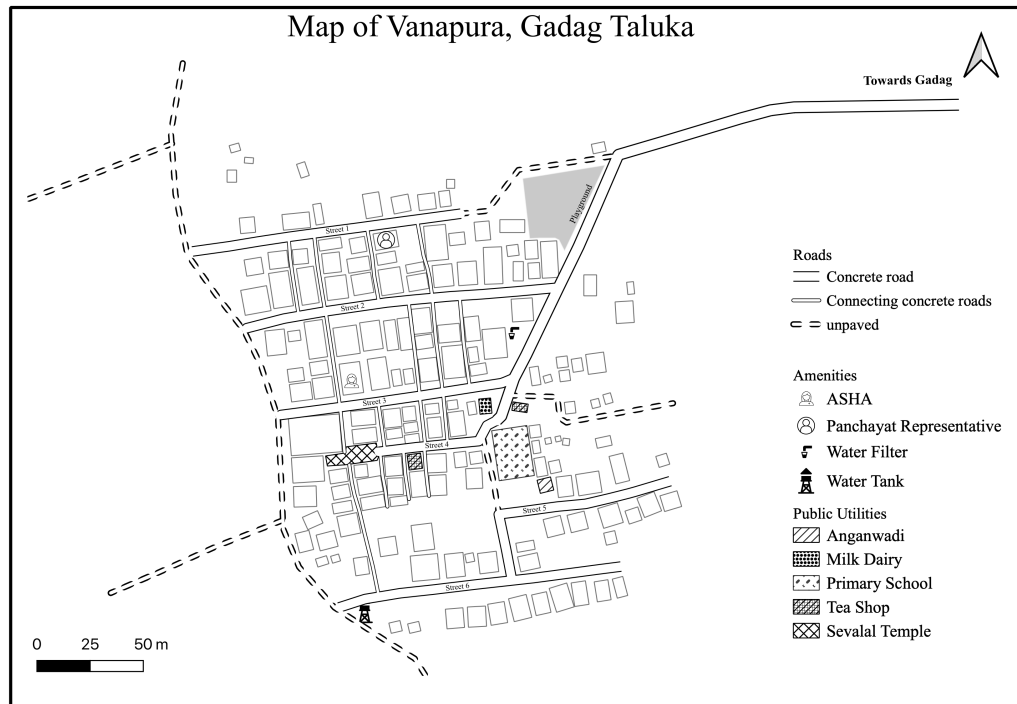 Map of Vanapura, Gadag Taluka
Towards Gadag
Playground
Street 1
Street 2
Street 3
Street 4
Street 5
Street 6
Roads
Concrete road
Connecting concrete roads
unpaved
Amenities
ASHA
Panchayat Representative
Water Filter
Water Tank
Public Utilities
Anganwadi
Milk Dairy
Primary School
Tea Shop
Sevalal Temple
0 25 50 m